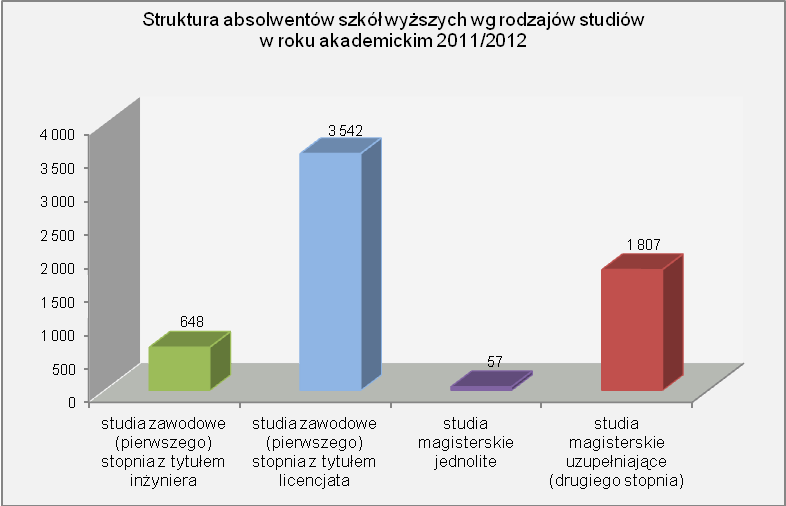 Struktura absolwentów szkół wyższych wg rodzajów studiów
w roku akademickim 2011/2012
4 000
3 500
3 000
2 500
2 000
1 500
1 000
500
0
648
3 542
57
1 807
studia zawodowe
(pierwszego)
stopnia z tytułem
inżyniera
studia zawodowe
(pierwszego)
stopnia z tytułem
licencjata
studia
magisterskie
jednolite
studia
magisterskie
uzupełniające
(drugiego stopnia)